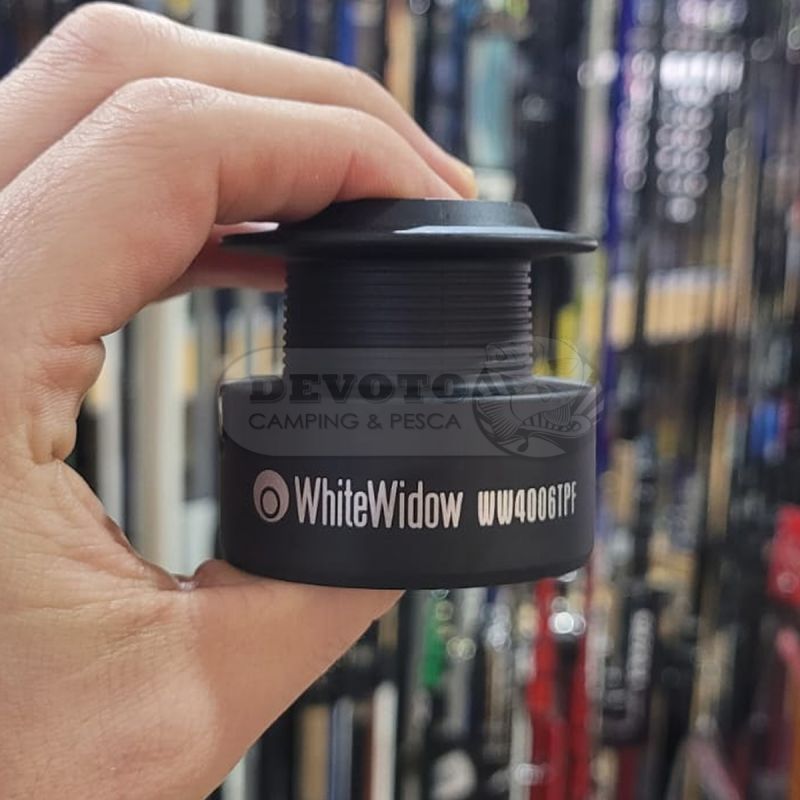 DEVOTO
CAMPING & PESCA
WhiteWidow WW4006TPF